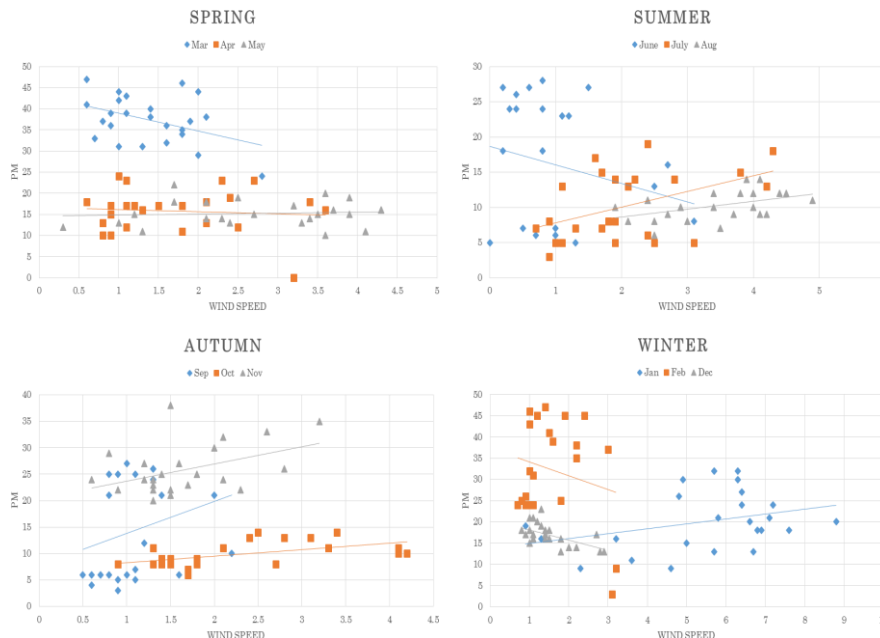 SPRING
Mar Apr May
50
45
40
35
30
25
20
15
10
5
0
PM
0 0.5 1 1.5 2 2.5 3 3.5 4 4.5 5
WIND SPEED
SUMMER
June July Aug
30
25
20
15
10
5
0
PM
0 1 2 3 4 5
WIND SPEED
AUTUMN
Sep Oct Nov
40
35
30
25
20
15
10
5
0
PM
0 0.5 1 1.5 2 2.5 3 3.5 4 4.5
WIND SPEED
WINTER
Jan Feb Dec
50
45
40
35
30
25
20
15
10
5
0
PM
0 1 2 3 4 5 6 7 8 9
WIND SPEED